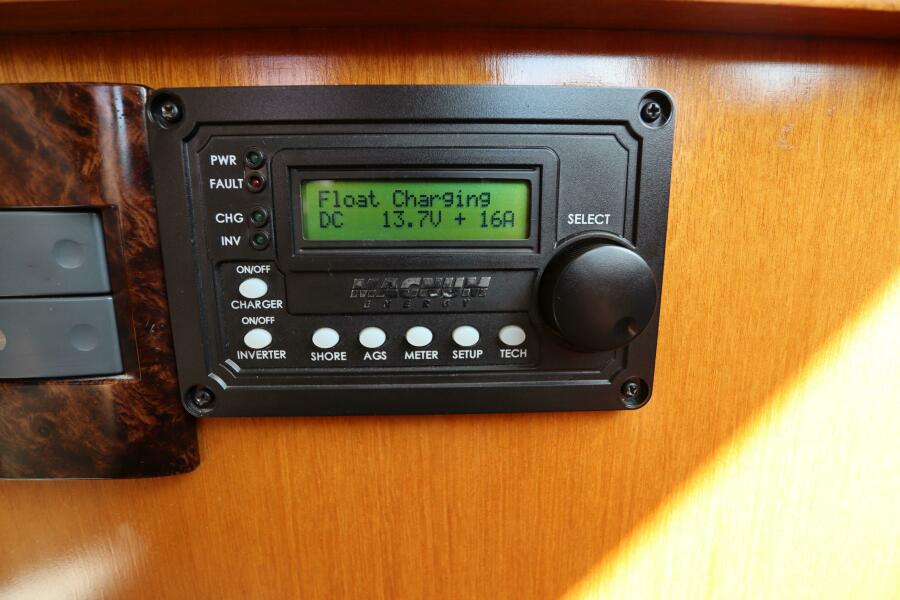 PWR
FAULT
CHG
INV
Float Charging
DC 13.7V + 16A
SELECT
ON/OFF
CHARGER
ON/OFF
INVERTER
MAGNUM
ENERGY
SHORE
AGS
METER
SETUP
TECH